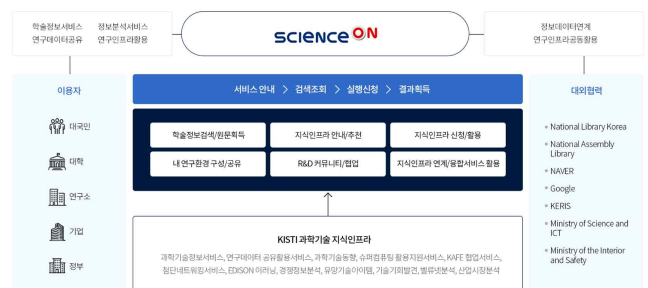 학술정보서비스 정보분석서비스
연구데이터공유 연구인프라활용
SCIENCE ON
정보데이터연계
연구인프라공동활용
이용자
대국민
대학
연구소
기업
정부
서비스 안내 > 검색조회 > 실행신청 > 결과획득
학술정보검색/원문획득 지식인프라 안내/추천 지식인프라 신청/활용
내 연구환경 구성/공유 R&D 커뮤니티/협업 지식인프라 연계/융합서비스 활용
KISTI 과학기술 지식인프라
과학기술정보서비스, 연구데이터 공유활용서비스, 과학기술동향, 슈퍼컴퓨팅 활용지원서비스, KAFE 협업서비스,
첨단네트워킹서비스, EDISON 이러닝, 경쟁정보분석, 유망기술아이템, 기술기회발견, 밸류넷분석, 산업시장분석
대외협력
National Library Korea
National Assembly
Library
NAVER
Google
KERIS
Ministry of Science and
ICT
Ministry of the Interior
and Safety